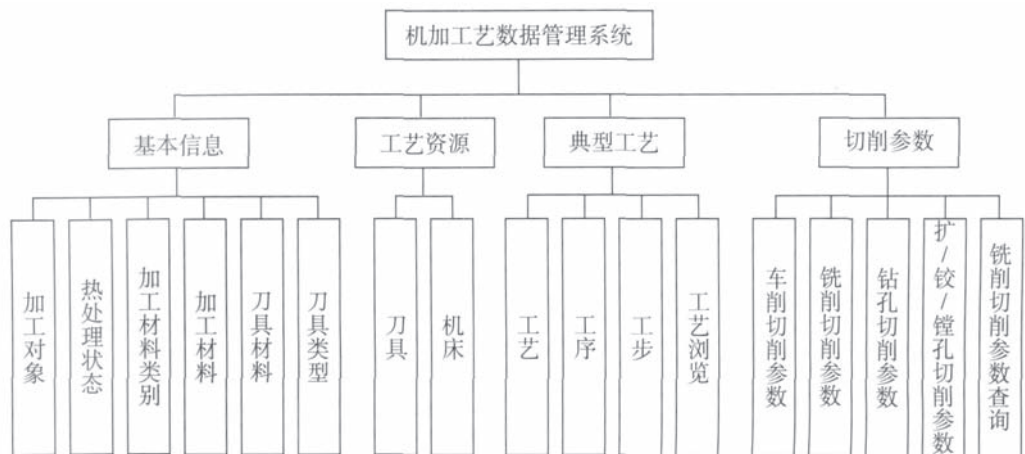 机加工艺数据管理系统
基本信息
工艺资源
典型工艺
切削参数
加工对象
热处理状态
加工材料类别
加工材料
刀具材料
刀具类型
刀具
机床
工艺
工序
工步
工艺浏览
车削切削参数
铣削切削参数
钻孔切削参数
扩/铰/镗孔切削参数
铣削切削参数查询